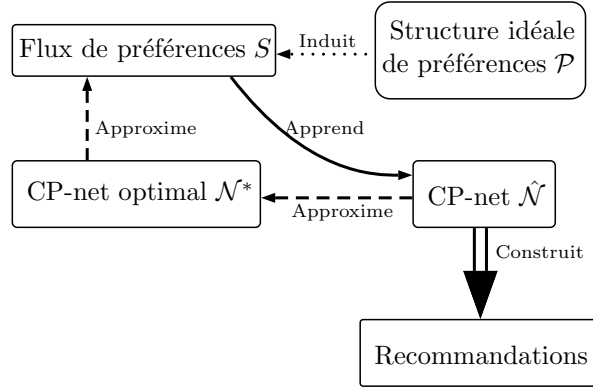 Flux de préférences S
Induit
Structure idéale
de préférences 𝒫
Approxime
Apprend
CP-net optimal 𝒩*
Approxime
CP-net 𝒩̂
Construit
Recommandations